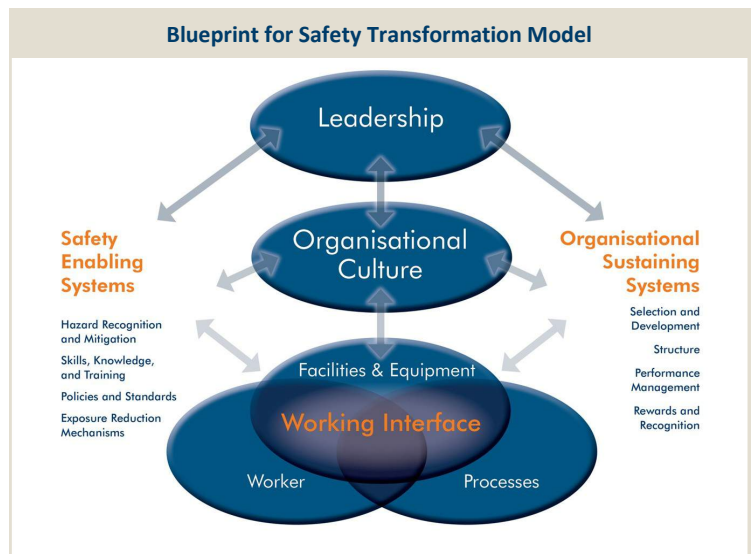 Blueprint for Safety Transformation Model
Leadership
Organisational
Culture
Safety
Enabling
Systems
Hazard Recognition
and Mitigation
Skills, Knowledge,
and Training
Policies and Standards
Exposure Reduction
Mechanisms
Organisational
Sustaining
Systems
Selection and
Development
Structure
Performance
Management
Rewards and
Recognition
Facilities & Equipment
Working Interface
Worker
Processes